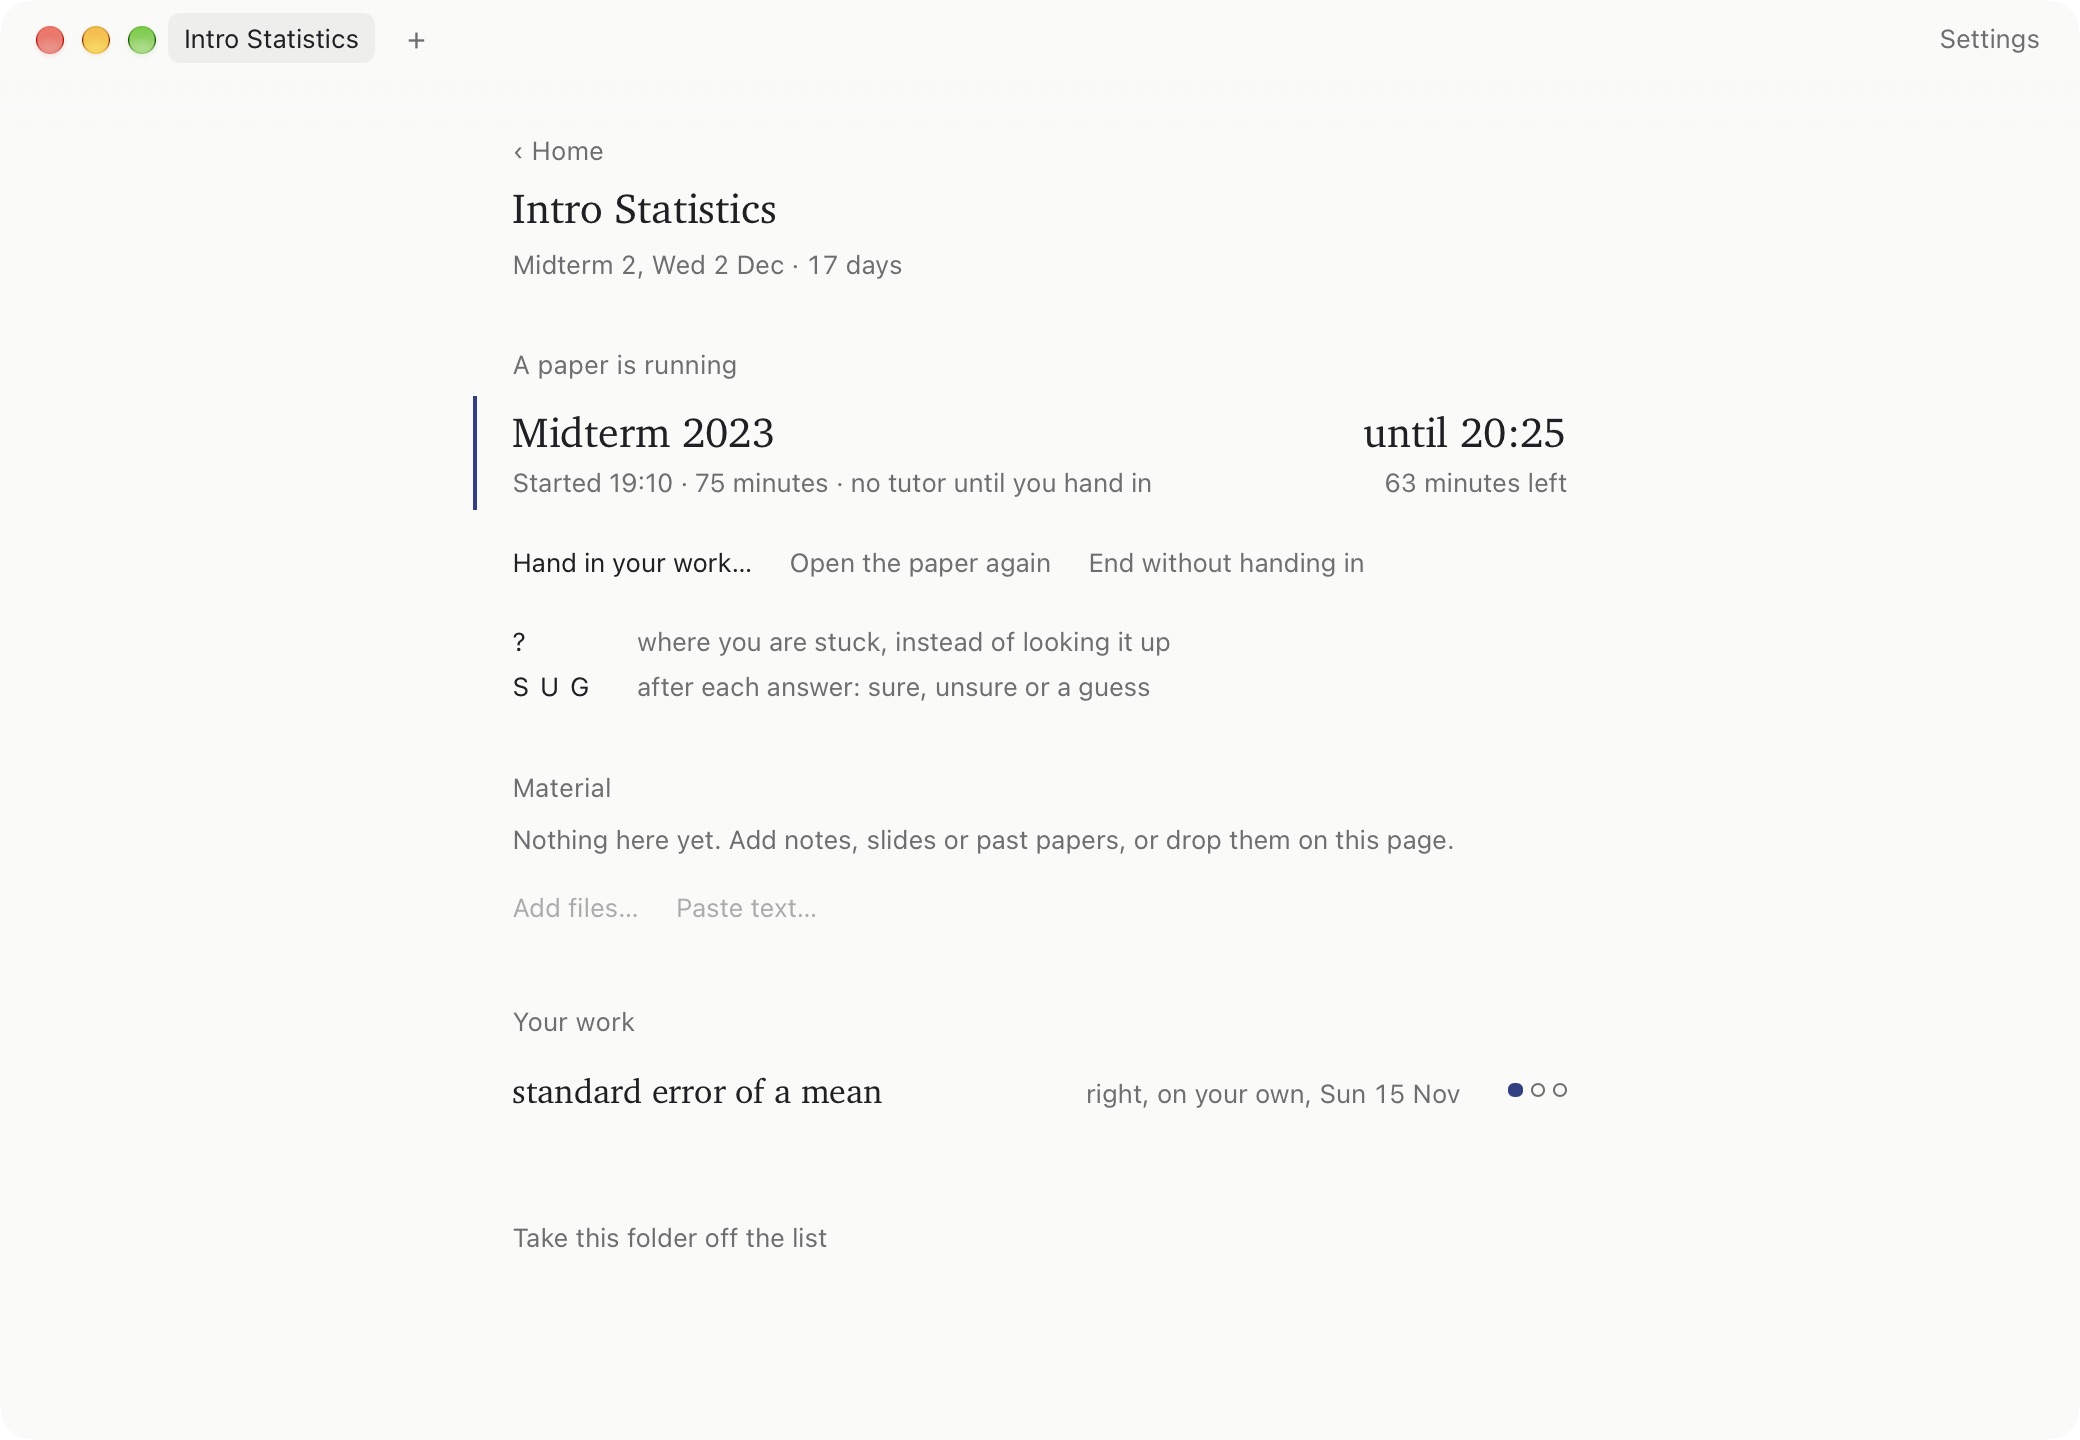 Intro Statistics +
Settings
‹ Home
Intro Statistics
Midterm 2, Wed 2 Dec · 17 days
A paper is running
Midterm 2023
until 20:25
Started 19:10 · 75 minutes · no tutor until you hand in
63 minutes left
Hand in your work... Open the paper again End without handing in
? where you are stuck, instead of looking it up
S U G after each answer: sure, unsure or a guess
Material
Nothing here yet. Add notes, slides or past papers, or drop them on this page.
Add files... Paste text...
Your work
standard error of a mean
right, on your own, Sun 15 Nov
Take this folder off the list